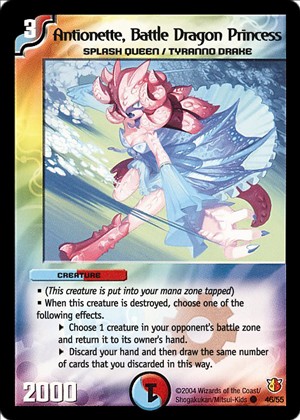 3
Antionette, Battle Dragon Princess
SPLASH QUEEN / TYRANNO DRAKE
CREATURE
▪ (This creature is put into your mana zone tapped)
▪ When this creature is destroyed, choose one of the
following effects.
▶ Choose 1 creature in your opponent's battle zone
and return it to its owner's hand.
▶ Discard your hand and then draw the same number
of cards that you discarded in this way.
2000
1
©2004 Wizards of the Coast/
Shogakukan/Mitsui-Kids
46/55